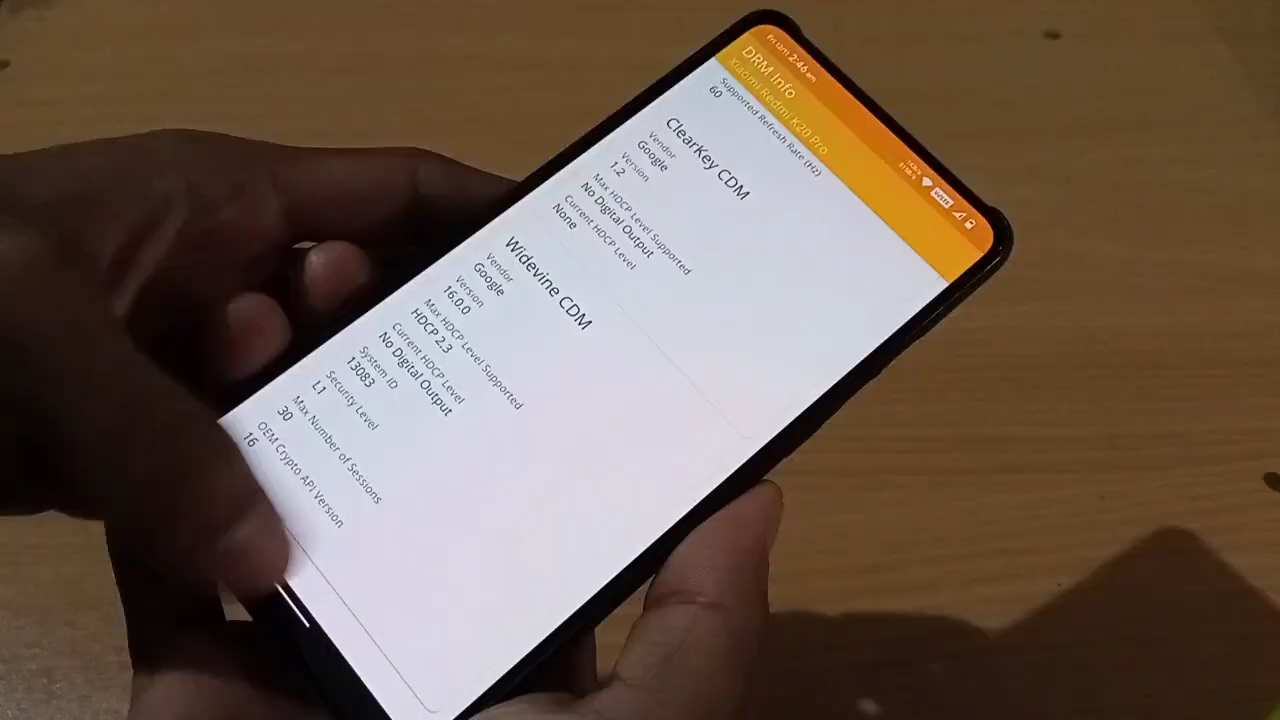 2:46 am
DRM Info
Xiaomi Redmi K20 Pro
Supported Refresh Rate (Hz)
60
ClearKey CDM
Vendor
Google
Version
1.2
Max HDCP Level Supported
No Digital Output
Current HDCP Level
None
Widevine CDM
Vendor
Google
Version
16.0.0
Max HDCP Level Supported
HDCP 2.3
Current HDCP Level
No Digital Output
System ID
13083
Security Level
L1
Max Number of Sessions
30
OEM Crypto API Version
16